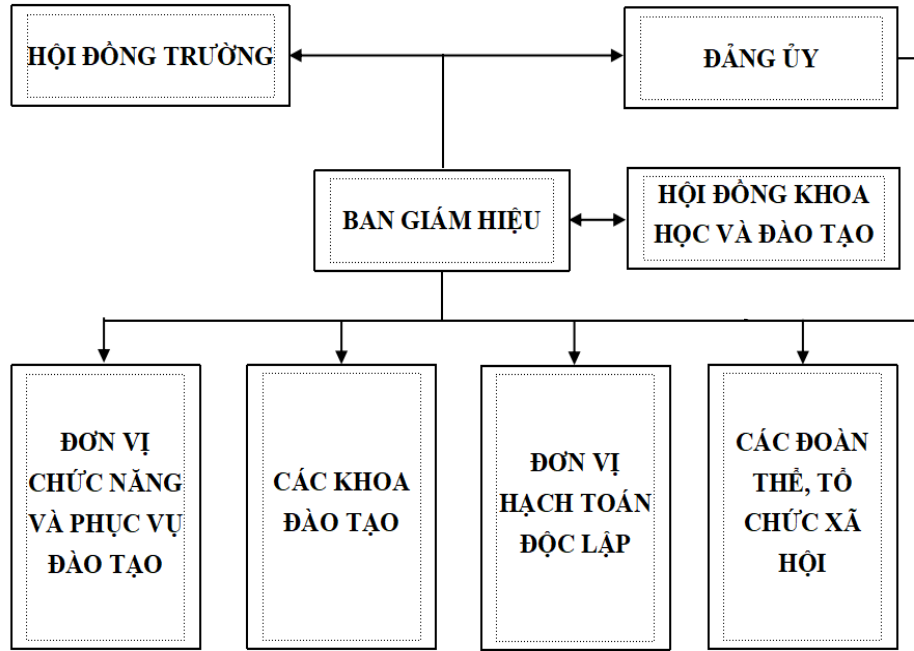 HỘI ĐỒNG TRƯỜNG
ĐẢNG ỦY
BAN GIÁM HIỆU
HỘI ĐỒNG KHOA
HỌC VÀ ĐÀO TẠO
ĐƠN VỊ
CHỨC NĂNG
VÀ PHỤC VỤ
ĐÀO TẠO
CÁC KHOA
ĐÀO TẠO
ĐƠN VỊ
HẠCH TOÁN
ĐỘC LẬP
CÁC ĐOÀN
THỂ, TỔ
CHỨC XÃ
HỘI